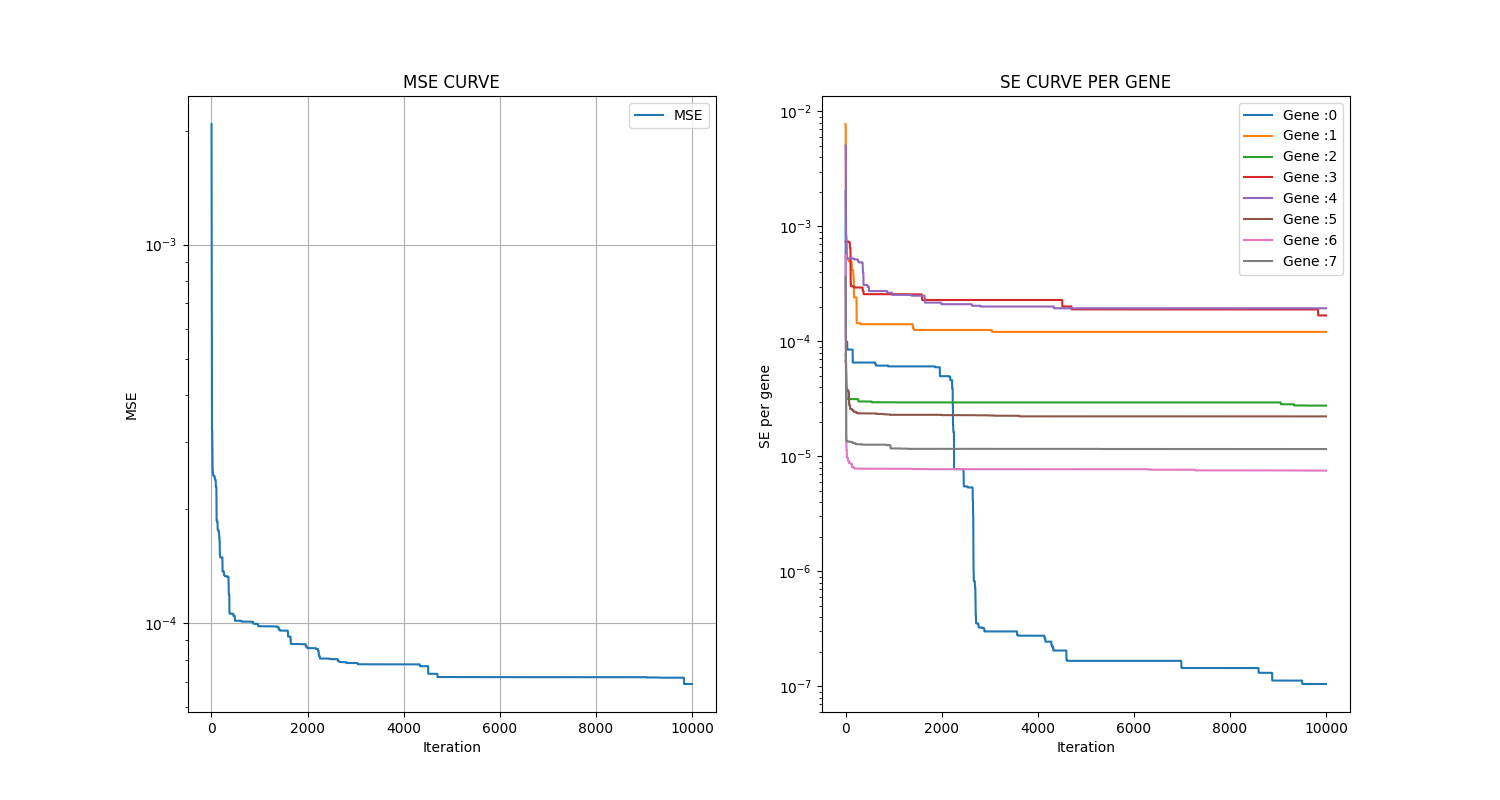 MSE CURVE
MSE
10⁻³
10⁻⁴
MSE
0 2000 4000 6000 8000 10000
Iteration
SE CURVE PER GENE
Gene :0
Gene :1
Gene :2
Gene :3
Gene :4
Gene :5
Gene :6
Gene :7
10⁻²
10⁻³
10⁻⁴
10⁻⁵
10⁻⁶
10⁻⁷
SE per gene
0 2000 4000 6000 8000 10000
Iteration